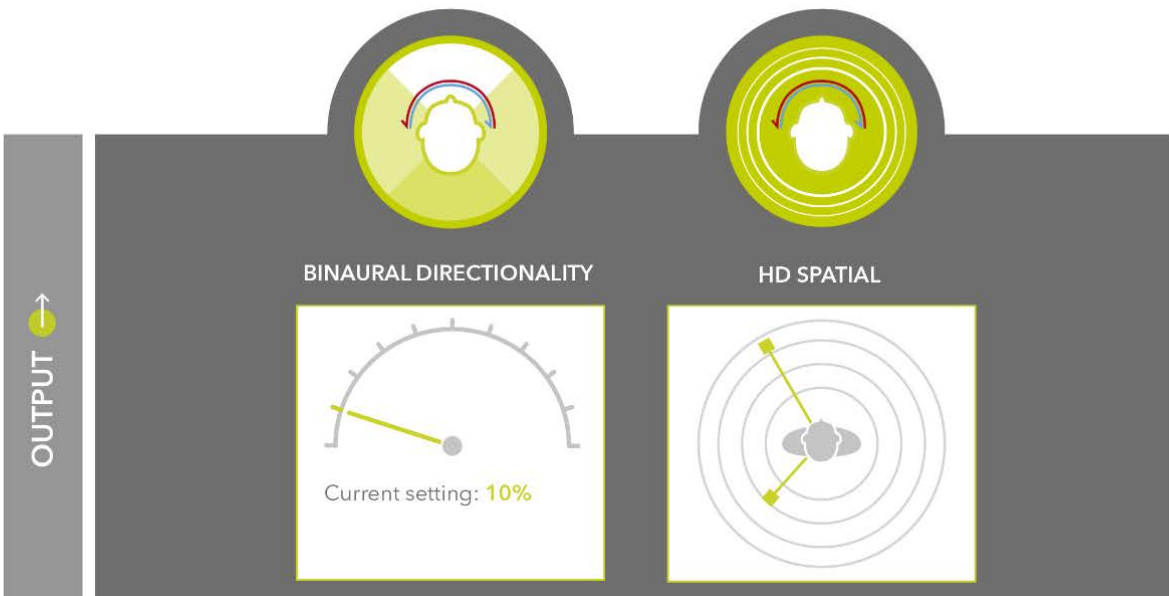 OUTPUT
BINAURAL DIRECTIONALITY
HD SPATIAL
Current setting: 10%